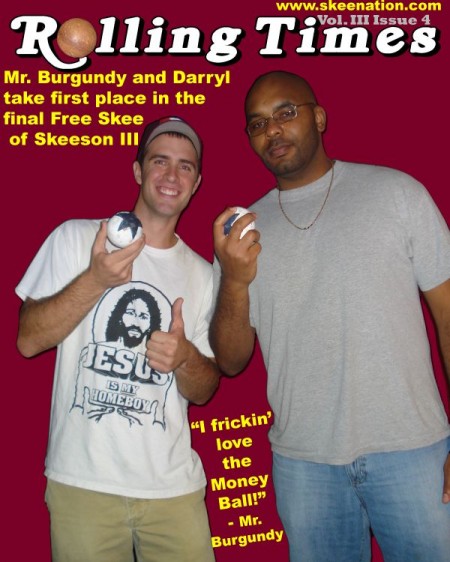 www.skeenation.com
Vol. III Issue 4
Rolling Times
Mr. Burgundy and Darryl
take first place in the
final Free Skee
of Skeeson III
JESUS
IS MY
HOMEBOY
“I frickin’
love
the
Money
Ball!”
- Mr.
Burgundy